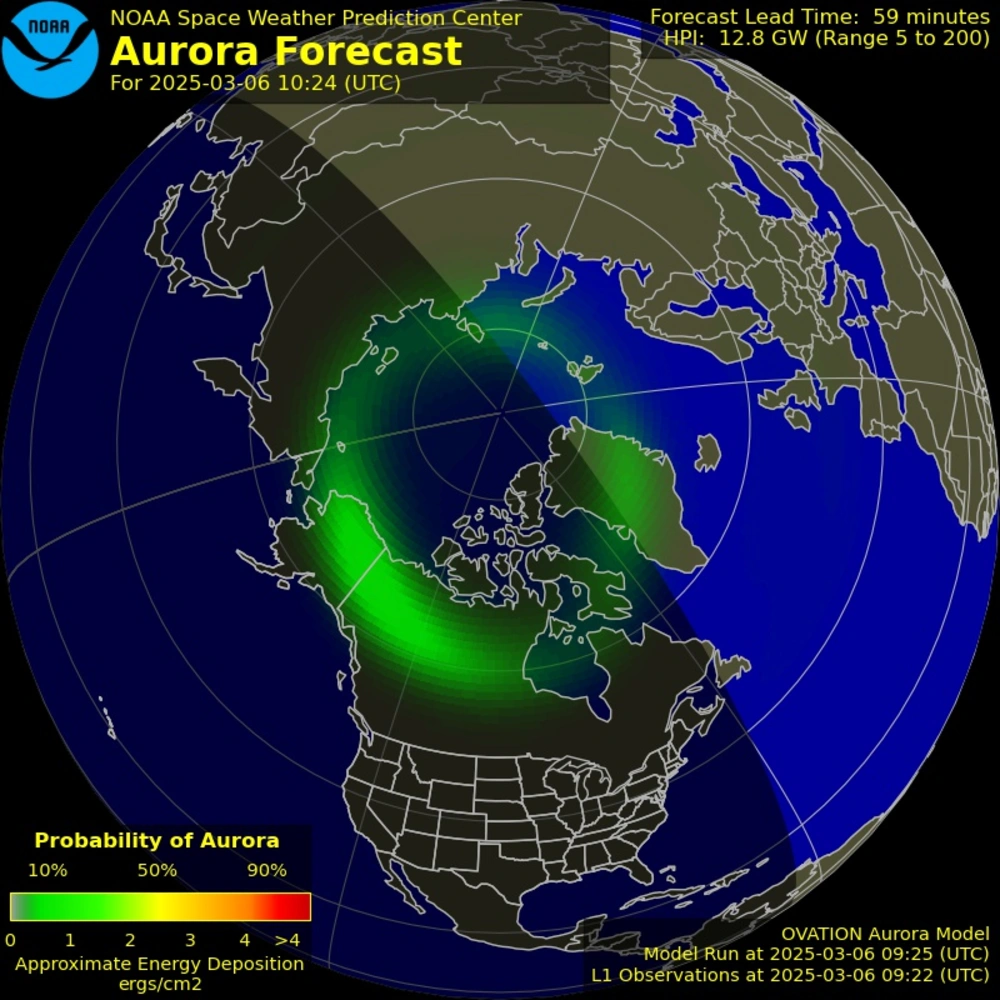 NOAA
NOAA Space Weather Prediction Center
Aurora Forecast
For 2025-03-06 10:24 (UTC)
Forecast Lead Time: 59 minutes
HPI: 12.8 GW (Range 5 to 200)
Probability of Aurora
10% 50% 90%
0 1 2 3 4 >4
Approximate Energy Deposition
ergs/cm2
OVATION Aurora Model
Model Run at 2025-03-06 09:25 (UTC)
L1 Observations at 2025-03-06 09:22 (UTC)